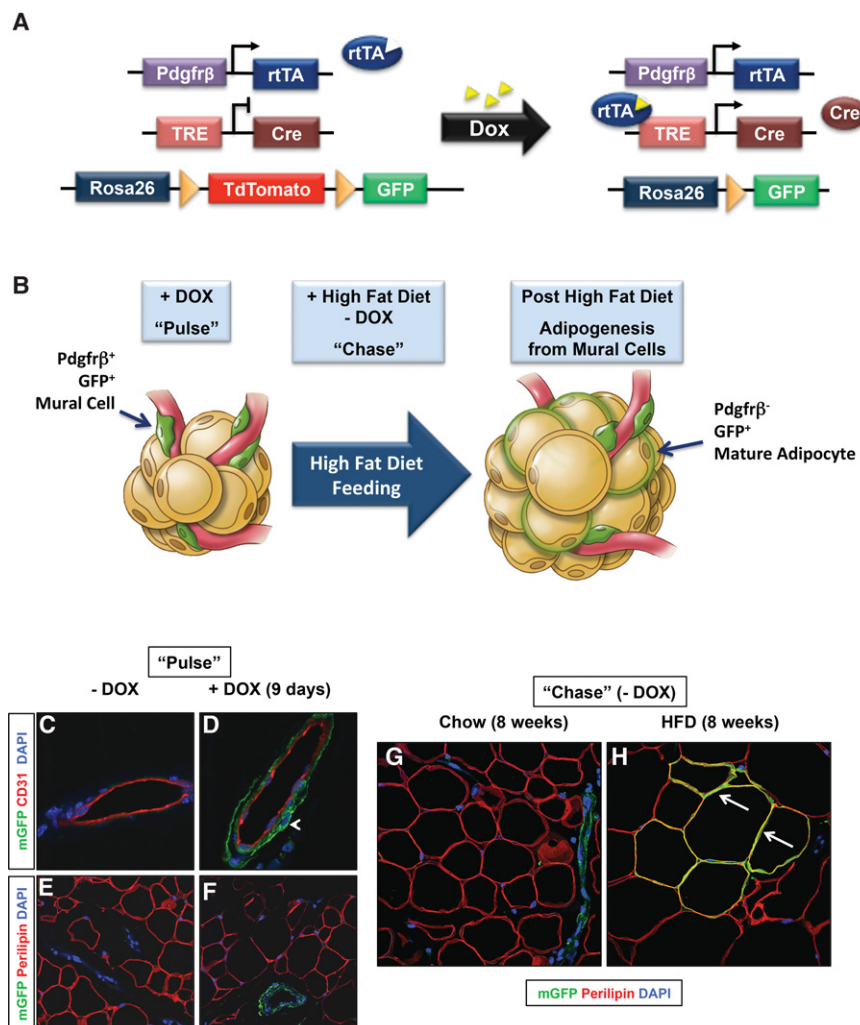 A
Pdgfrβ rtTA rtTA
TRE Cre
Rosa26 TdTomato GFP
Dox
Pdgfrβ rtTA
rtTA TRE Cre Cre
Rosa26 GFP
B
+ DOX
“Pulse”
+ High Fat Diet
- DOX
“Chase”
Post High Fat Diet
Adipogenesis
from Mural Cells
Pdgfrβ⁺
GFP⁺
Mural Cell
High Fat Diet
Feeding
Pdgfrβ⁻
GFP⁺
Mature Adipocyte
“Pulse”
- DOX + DOX (9 days)
mGFP CD31 DAPI
C D
mGFP Perilipin DAPI
E F
“Chase” (- DOX)
Chow (8 weeks) HFD (8 weeks)
G H
mGFP Perilipin DAPI